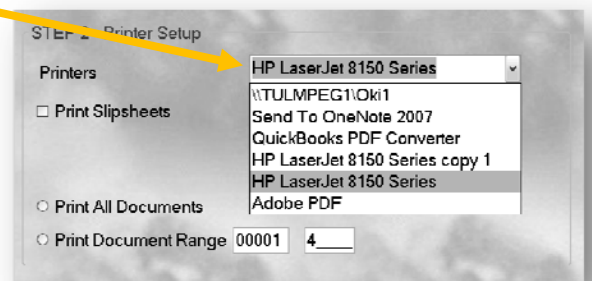 STEP 2 - Printer Setup
Printers
HP LaserJet 8150 Series
\\TULMPEG1\Oki1
Send To OneNote 2007
QuickBooks PDF Converter
HP LaserJet 8150 Series copy 1
HP LaserJet 8150 Series
Adobe PDF
Print Slipsheets
Print All Documents
Print Document Range 00001 4____